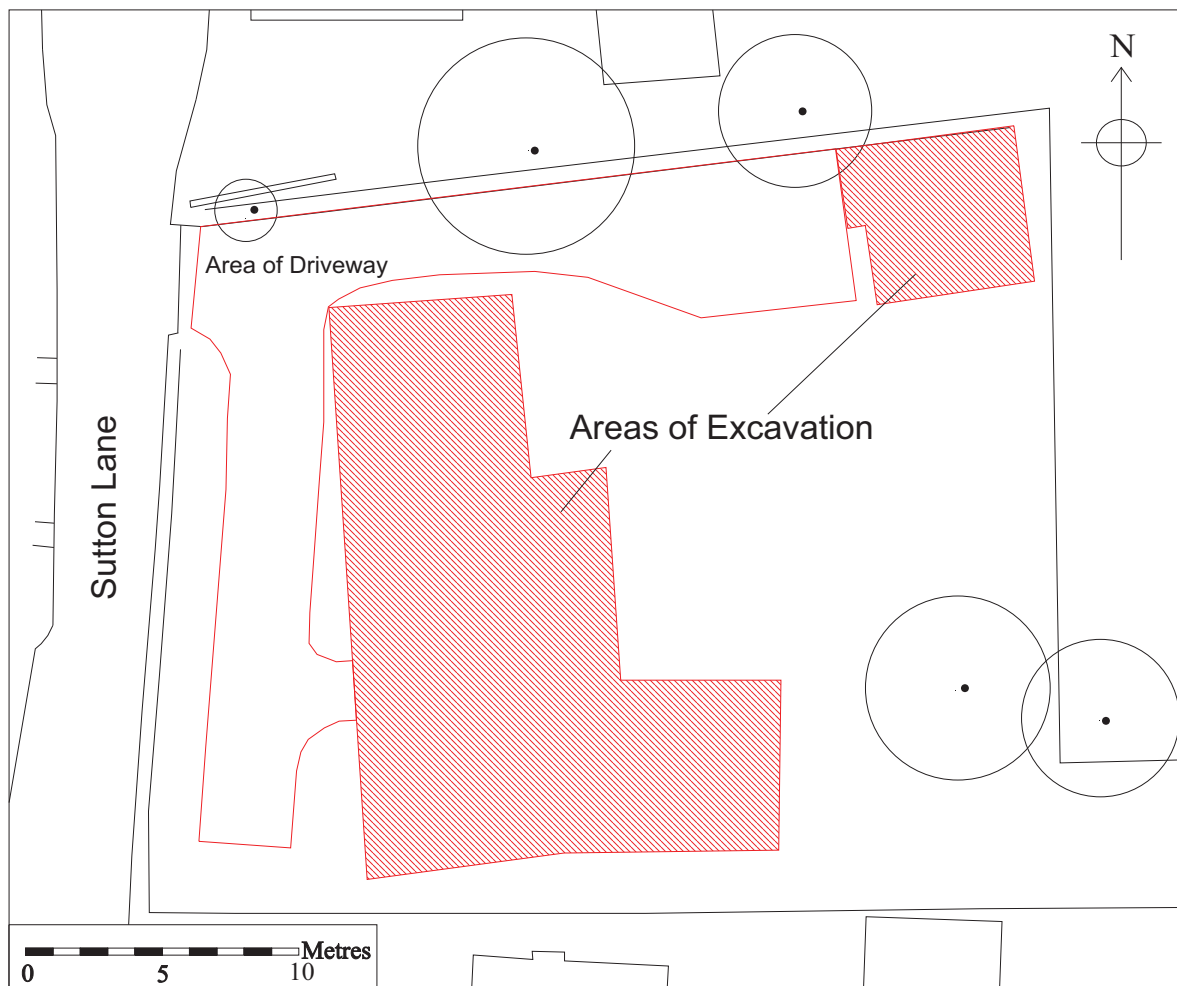 N
Area of Driveway
Areas of Excavation
Sutton Lane
Metres
0 5 10